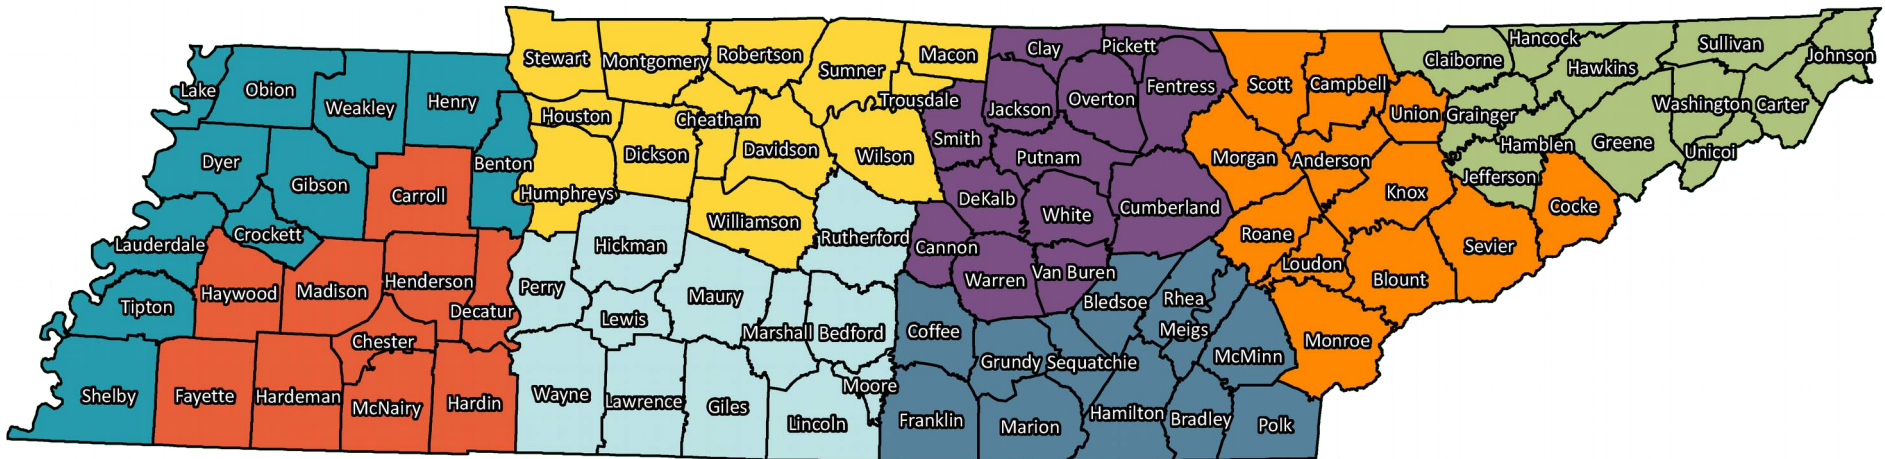 Lake
Obion
Weakley
Henry
Dyer
Gibson
Carroll
Benton
Lauderdale
Crockett
Tipton
Haywood
Madison
Henderson
Decatur
Chester
Shelby
Fayette
Hardeman
McNairy
Hardin
Stewart
Montgomery
Robertson
Sumner
Macon
Trousdale
Houston
Cheatham
Dickson
Davidson
Wilson
Humphreys
Williamson
Hickman
Rutherford
Perry
Lewis
Maury
Marshall
Bedford
Moore
Wayne
Lawrence
Giles
Lincoln
Clay
Pickett
Fentress
Jackson
Overton
Smith
Putnam
DeKalb
White
Cumberland
Cannon
Warren
Van Buren
Coffee
Grundy
Sequatchie
Bledsoe
Rhea
Meigs
McMinn
Franklin
Marion
Hamilton
Bradley
Polk
Scott
Campbell
Union
Morgan
Anderson
Knox
Roane
Loudon
Blount
Sevier
Cocke
Monroe
Claiborne
Hancock
Hawkins
Sullivan
Johnson
Grainger
Hamblen
Greene
Washington
Carter
Unicoi
Jefferson